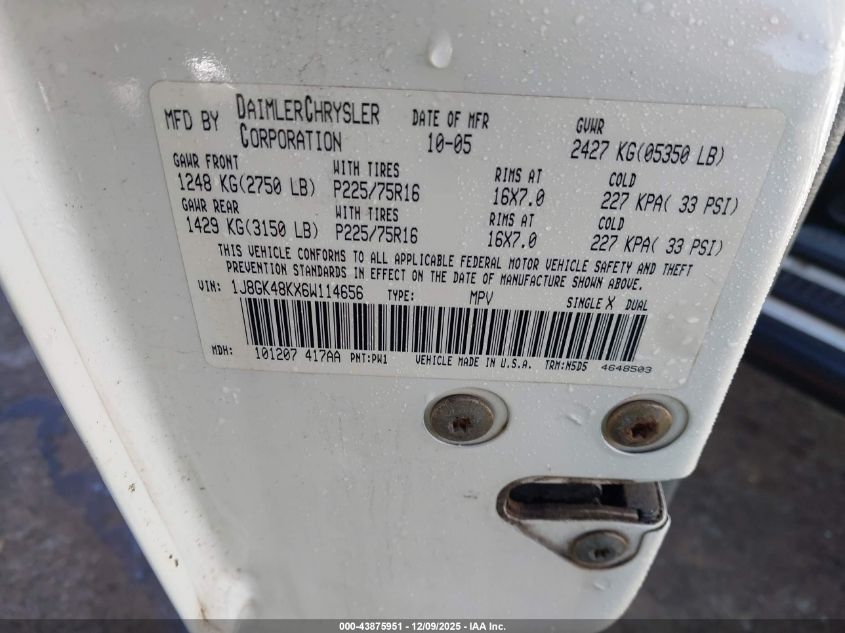 MFD BY DAIMLERCHRYSLER CORPORATION DATE OF MFR 10-05 GVWR 2427 KG(05350 LB)
GAWR FRONT WITH TIRES RIMS AT COLD
1248 KG(2750 LB) P225/75R16 16X7.0 227 KPA( 33 PSI)
GAWR REAR WITH TIRES RIMS AT COLD
1429 KG(3150 LB) P225/75R16 16X7.0 227 KPA( 33 PSI)
THIS VEHICLE CONFORMS TO ALL APPLICABLE FEDERAL MOTOR VEHICLE SAFETY AND THEFT
PREVENTION STANDARDS IN EFFECT ON THE DATE OF MANUFACTURE SHOWN ABOVE.
VIN: 1J8GK48KX6W114656 TYPE: MPV SINGLE X DUAL
MDH: 101207 417AA PNT:PW1 VEHICLE MADE IN U.S.A. TRM:N5D5 4648503
000-43875951 - 12/09/2025 - IAA Inc.